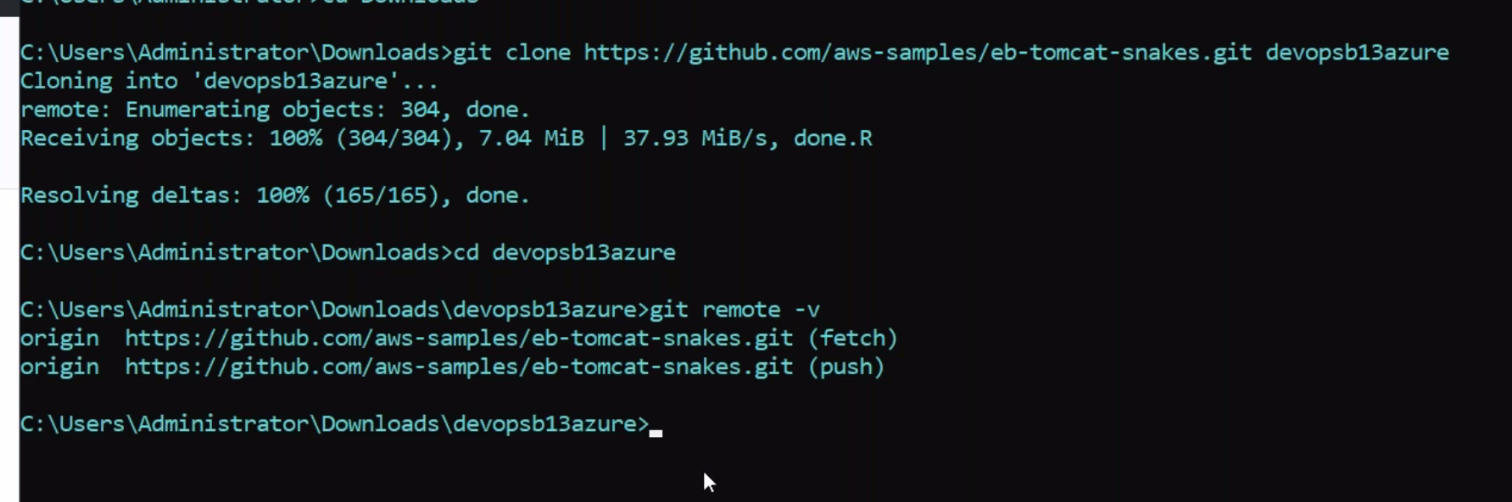 C:\Users\Administrator>cd Downloads
C:\Users\Administrator\Downloads>git clone https://github.com/aws-samples/eb-tomcat-snakes.git devopsb13azure
Cloning into 'devopsb13azure'...
remote: Enumerating objects: 304, done.
Receiving objects: 100% (304/304), 7.04 MiB | 37.93 MiB/s, done.R
Resolving deltas: 100% (165/165), done.
C:\Users\Administrator\Downloads>cd devopsb13azure
C:\Users\Administrator\Downloads\devopsb13azure>git remote -v
origin  https://github.com/aws-samples/eb-tomcat-snakes.git (fetch)
origin  https://github.com/aws-samples/eb-tomcat-snakes.git (push)
C:\Users\Administrator\Downloads\devopsb13azure>